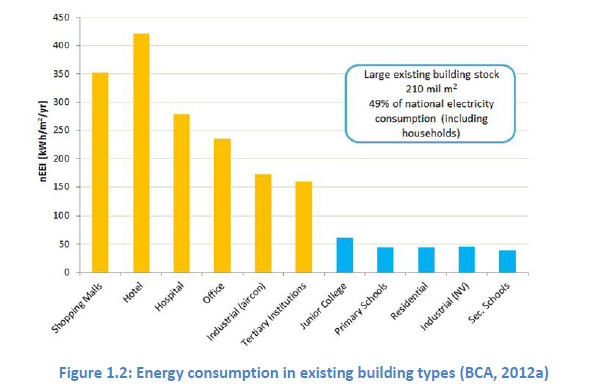 450
400
350
300
250
200
150
100
50
0
nEEI [kWh/m²/yr]
Large existing building stock
210 mil m²
49% of national electricity
consumption (including
households)
Shopping Malls
Hotel
Hospital
Office
Industrial (aircon)
Tertiary Institutions
Junior College
Primary Schools
Residential
Industrial (NV)
Sec. Schools
Figure 1.2: Energy consumption in existing building types (BCA, 2012a)